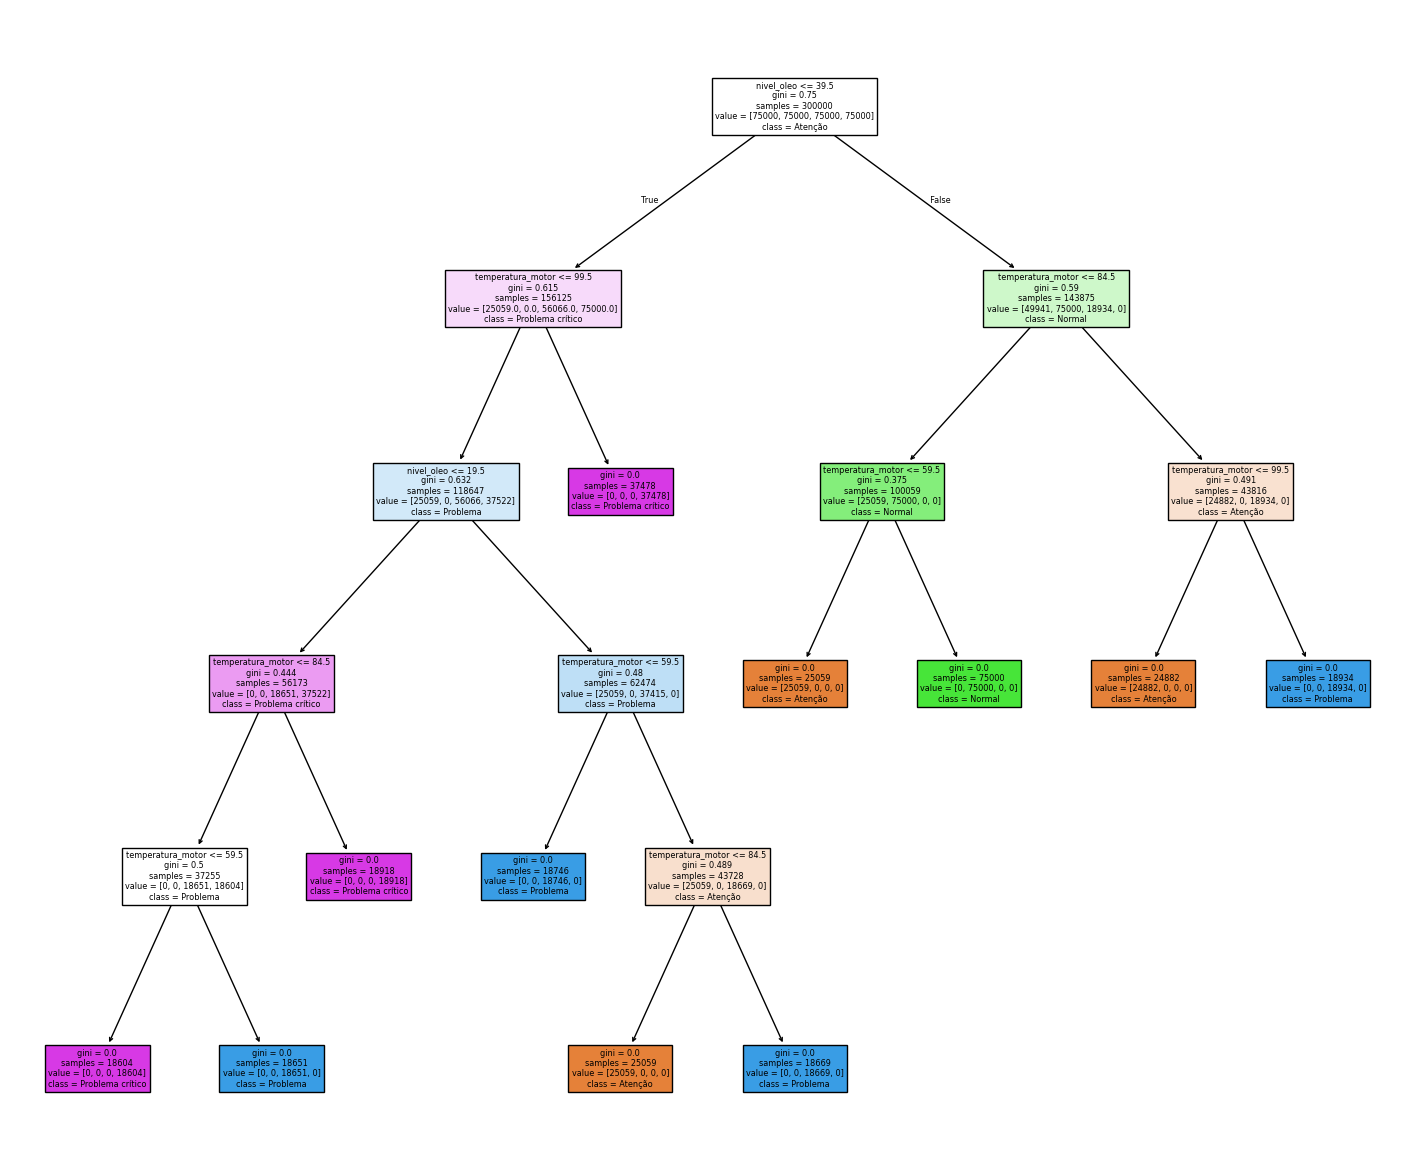 nivel_oleo <= 39.5
gini = 0.75
samples = 300000
value = [75000, 75000, 75000, 75000]
class = Atenção
True
False
temperatura_motor <= 99.5
gini = 0.615
samples = 156125
value = [25059.0, 0.0, 56066.0, 75000.0]
class = Problema crítico
temperatura_motor <= 84.5
gini = 0.59
samples = 143875
value = [49941, 75000, 18934, 0]
class = Normal
nivel_oleo <= 19.5
gini = 0.632
samples = 118647
value = [25059, 0, 56066, 37522]
class = Problema
gini = 0.0
samples = 37478
value = [0, 0, 0, 37478]
class = Problema crítico
temperatura_motor <= 59.5
gini = 0.375
samples = 100059
value = [25059, 75000, 0, 0]
class = Normal
temperatura_motor <= 99.5
gini = 0.491
samples = 43816
value = [24882, 0, 18934, 0]
class = Atenção
temperatura_motor <= 84.5
gini = 0.444
samples = 56173
value = [0, 0, 18651, 37522]
class = Problema crítico
temperatura_motor <= 59.5
gini = 0.48
samples = 62474
value = [25059, 0, 37415, 0]
class = Problema
gini = 0.0
samples = 25059
value = [25059, 0, 0, 0]
class = Atenção
gini = 0.0
samples = 75000
value = [0, 75000, 0, 0]
class = Normal
gini = 0.0
samples = 24882
value = [24882, 0, 0, 0]
class = Atenção
gini = 0.0
samples = 18934
value = [0, 0, 18934, 0]
class = Problema
temperatura_motor <= 59.5
gini = 0.5
samples = 37255
value = [0, 0, 18651, 18604]
class = Problema
gini = 0.0
samples = 18918
value = [0, 0, 0, 18918]
class = Problema crítico
gini = 0.0
samples = 18746
value = [0, 0, 18746, 0]
class = Problema
temperatura_motor <= 84.5
gini = 0.489
samples = 43728
value = [25059, 0, 18669, 0]
class = Atenção
gini = 0.0
samples = 18604
value = [0, 0, 0, 18604]
class = Problema crítico
gini = 0.0
samples = 18651
value = [0, 0, 18651, 0]
class = Problema
gini = 0.0
samples = 25059
value = [25059, 0, 0, 0]
class = Atenção
gini = 0.0
samples = 18669
value = [0, 0, 18669, 0]
class = Problema